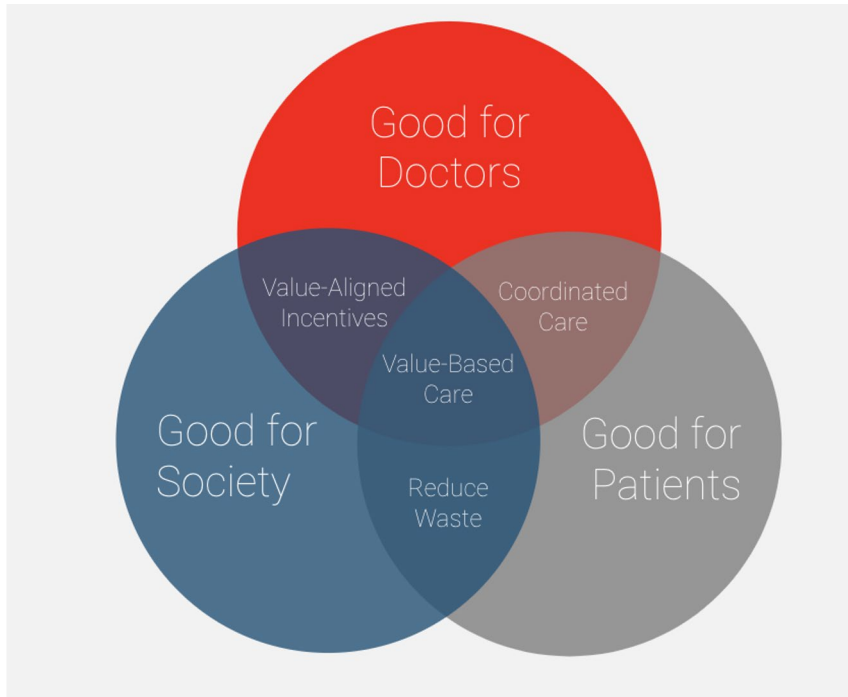 Good for
Doctors
Value-Aligned
Incentives
Coordinated
Care
Value-Based
Care
Good for
Society
Good for
Patients
Reduce
Waste